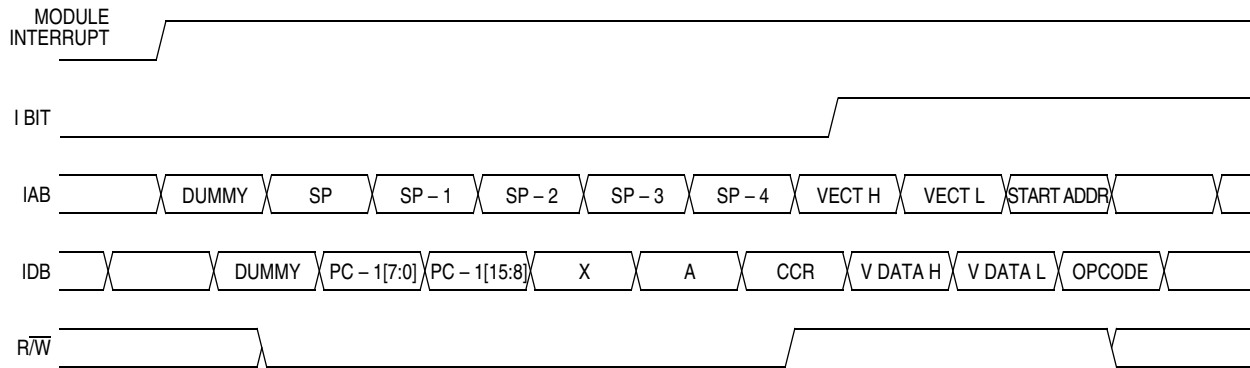 MODULE
INTERRUPT
I BIT
IAB DUMMY SP SP – 1 SP – 2 SP – 3 SP – 4 VECT H VECT L START ADDR
IDB DUMMY PC – 1[7:0] PC – 1[15:8] X A CCR V DATA H V DATA L OPCODE
R/W